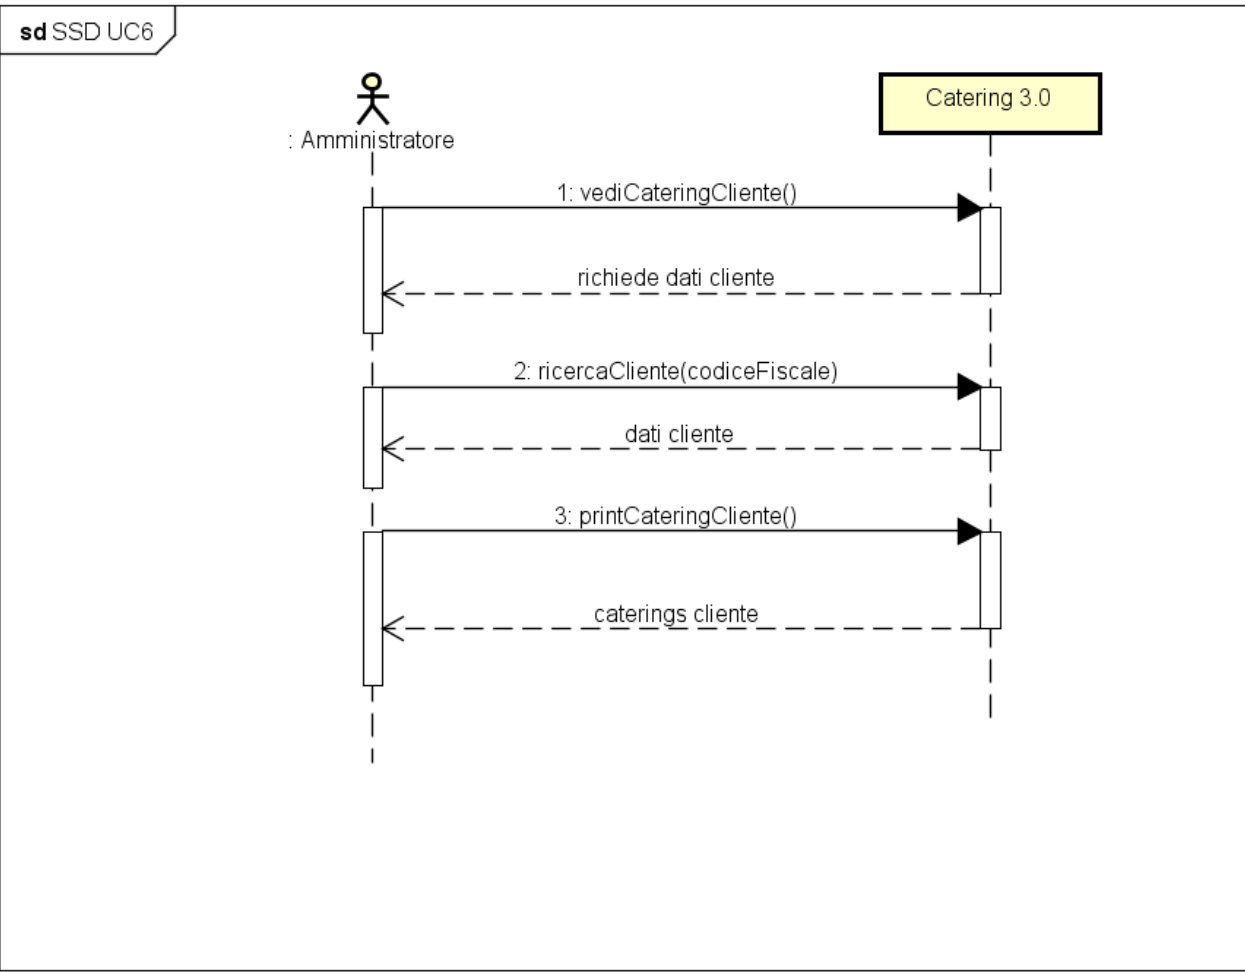 sd SSD UC6
Catering 3.0
: Amministratore
1: vediCateringCliente()
richiede dati cliente
2: ricercaCliente(codiceFiscale)
dati cliente
3: printCateringCliente()
caterings cliente